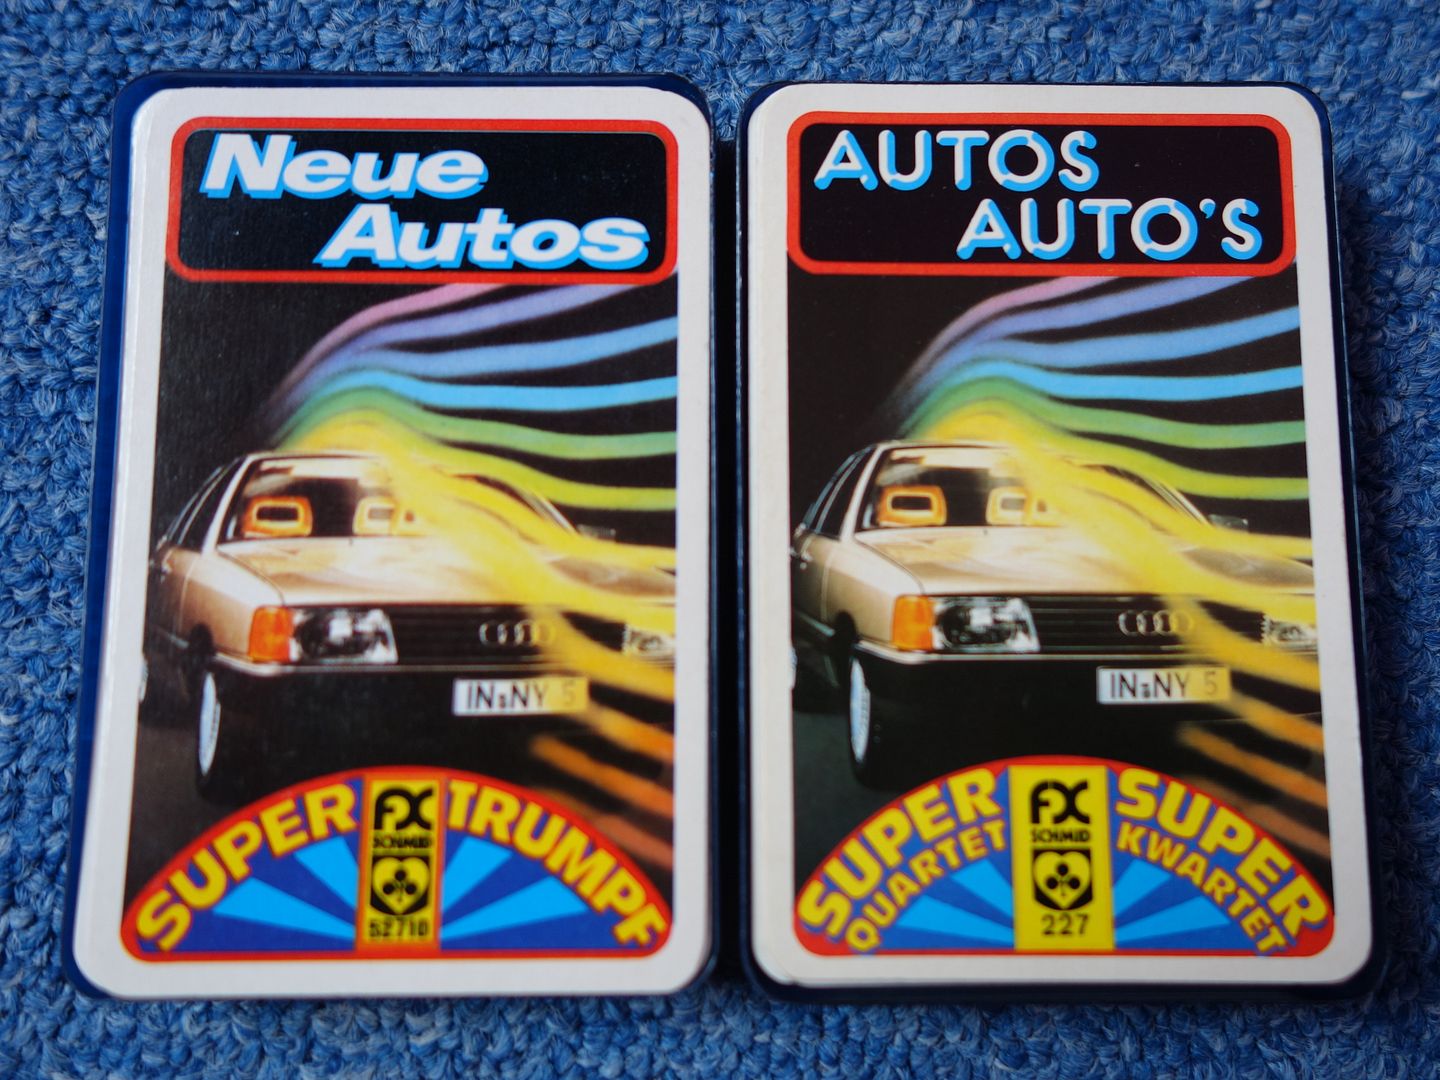 Neue
Autos
IN NY 5
SUPER TRUMPF
FX
SCHMID
52710
AUTOS
AUTO'S
IN NY 5
SUPER SUPER
QUARTET KWARTET
FX
SCHMID
227